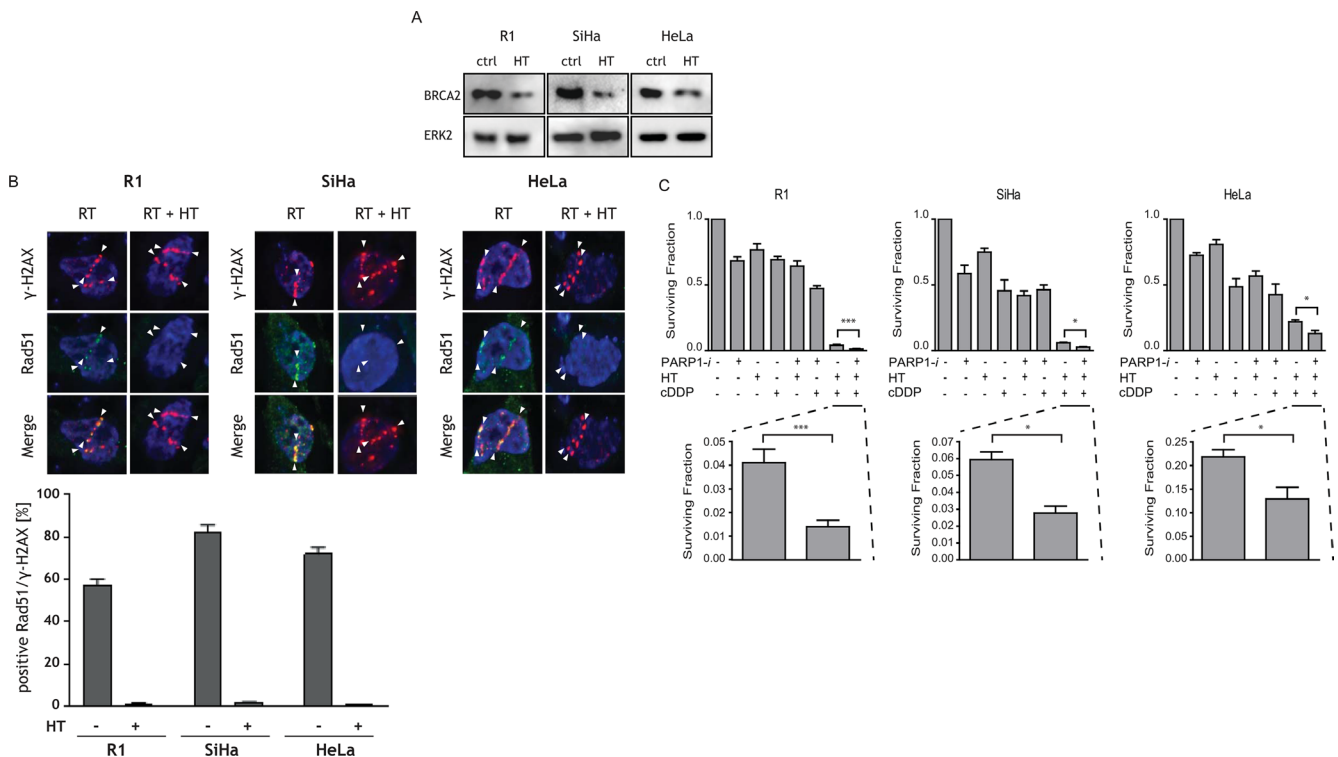 A
R1 SiHa HeLa
ctrl HT ctrl HT ctrl HT
BRCA2
ERK2
B
R1 SiHa HeLa
RT RT + HT RT RT + HT RT RT + HT
γ-H2AX γ-H2AX γ-H2AX
Rad51 Rad51 Rad51
Merge Merge Merge
positive Rad51/γ-H2AX [%]
100
80
60
40
20
0
HT - + - + - +
R1 SiHa HeLa
C
R1
Surviving Fraction
1.0
0.5
0.0
***
PARP1-i - + - - + + - +
HT - - + - + - + +
cDDP - - - + - + + +
Surviving Fraction
0.05
0.04
0.03
0.02
0.01
0.00
***
SiHa
Surviving Fraction
1.0
0.5
0.0
*
PARP1-i - + - - + + - +
HT - - + - + - + +
cDDP - - - + - + + +
Surviving Fraction
0.07
0.06
0.05
0.04
0.03
0.02
0.01
0.00
*
HeLa
Surviving Fraction
1.0
0.5
0.0
*
PARP1-i - + - - + + - +
HT - - + - + - + +
cDDP - - - + - + + +
Surviving Fraction
0.25
0.20
0.15
0.10
0.05
0.00
*